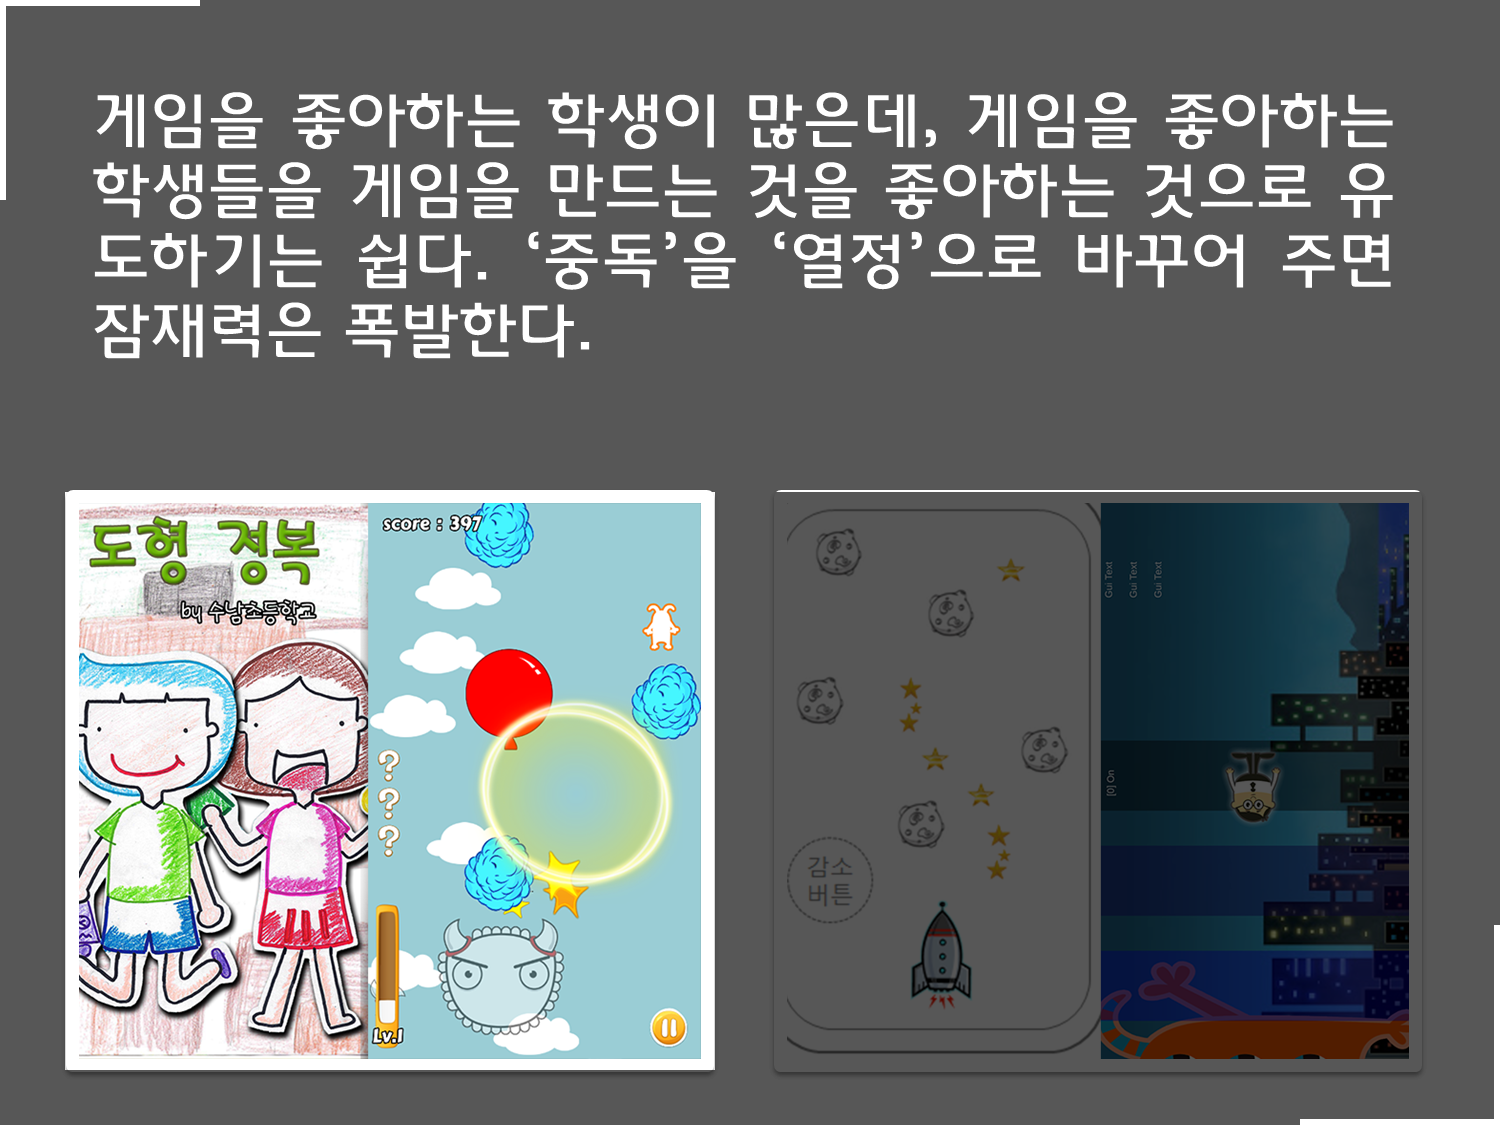 게임을 좋아하는 학생이 많은데, 게임을 좋아하는
학생들을 게임을 만드는 것을 좋아하는 것으로 유
도하기는 쉽다. ‘중독’을 ‘열정’으로 바꾸어 주면
잠재력은 폭발한다.
도형 정복
by 수남초등학교
score : 397
???
Lv.1
감소
버튼
Gui Text
Gui Text
Gui Text
[0] On